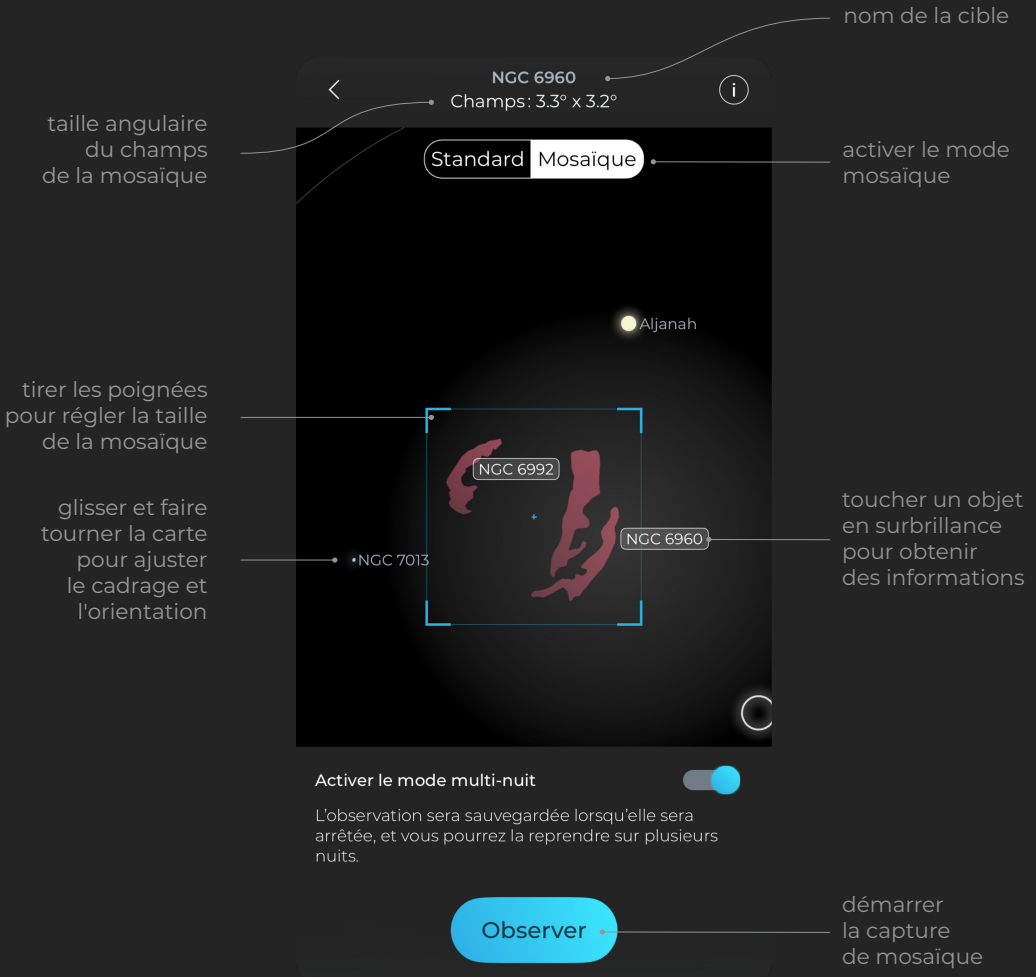 nom de la cible
NGC 6960
Champs: 3.3° x 3.2°
i
taille angulaire
du champs
de la mosaïque
Standard
Mosaïque
activer le mode
mosaïque
Aljanah
tirer les poignées
pour régler la taille
de la mosaïque
NGC 6992
NGC 6960
NGC 7013
glisser et faire
tourner la carte
pour ajuster
le cadrage et
l'orientation
toucher un objet
en surbrillance
pour obtenir
des informations
Activer le mode multi-nuit
L'observation sera sauvegardée lorsqu'elle sera
arrêtée, et vous pourrez la reprendre sur plusieurs
nuits.
Observer
démarrer
la capture
de mosaïque